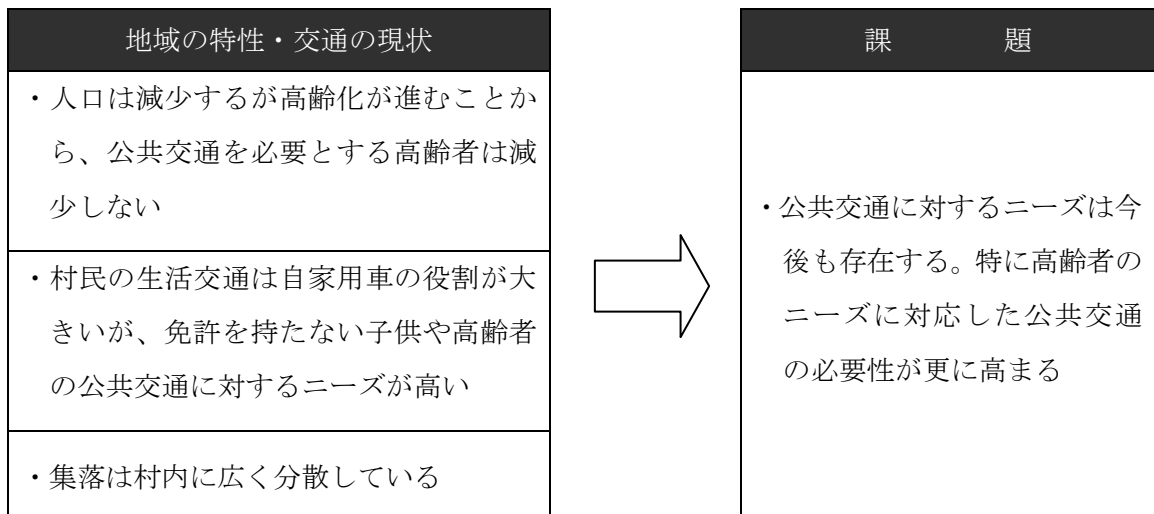 地域の特性・交通の現状
・人口は減少するが高齢化が進むことか
ら、公共交通を必要とする高齢者は減
少しない
・村民の生活交通は自家用車の役割が大
きいが、免許を持たない子供や高齢者
の公共交通に対するニーズが高い
・集落は村内に広く分散している
課　　題
・公共交通に対するニーズは今
後も存在する。特に高齢者の
ニーズに対応した公共交通
の必要性が更に高まる